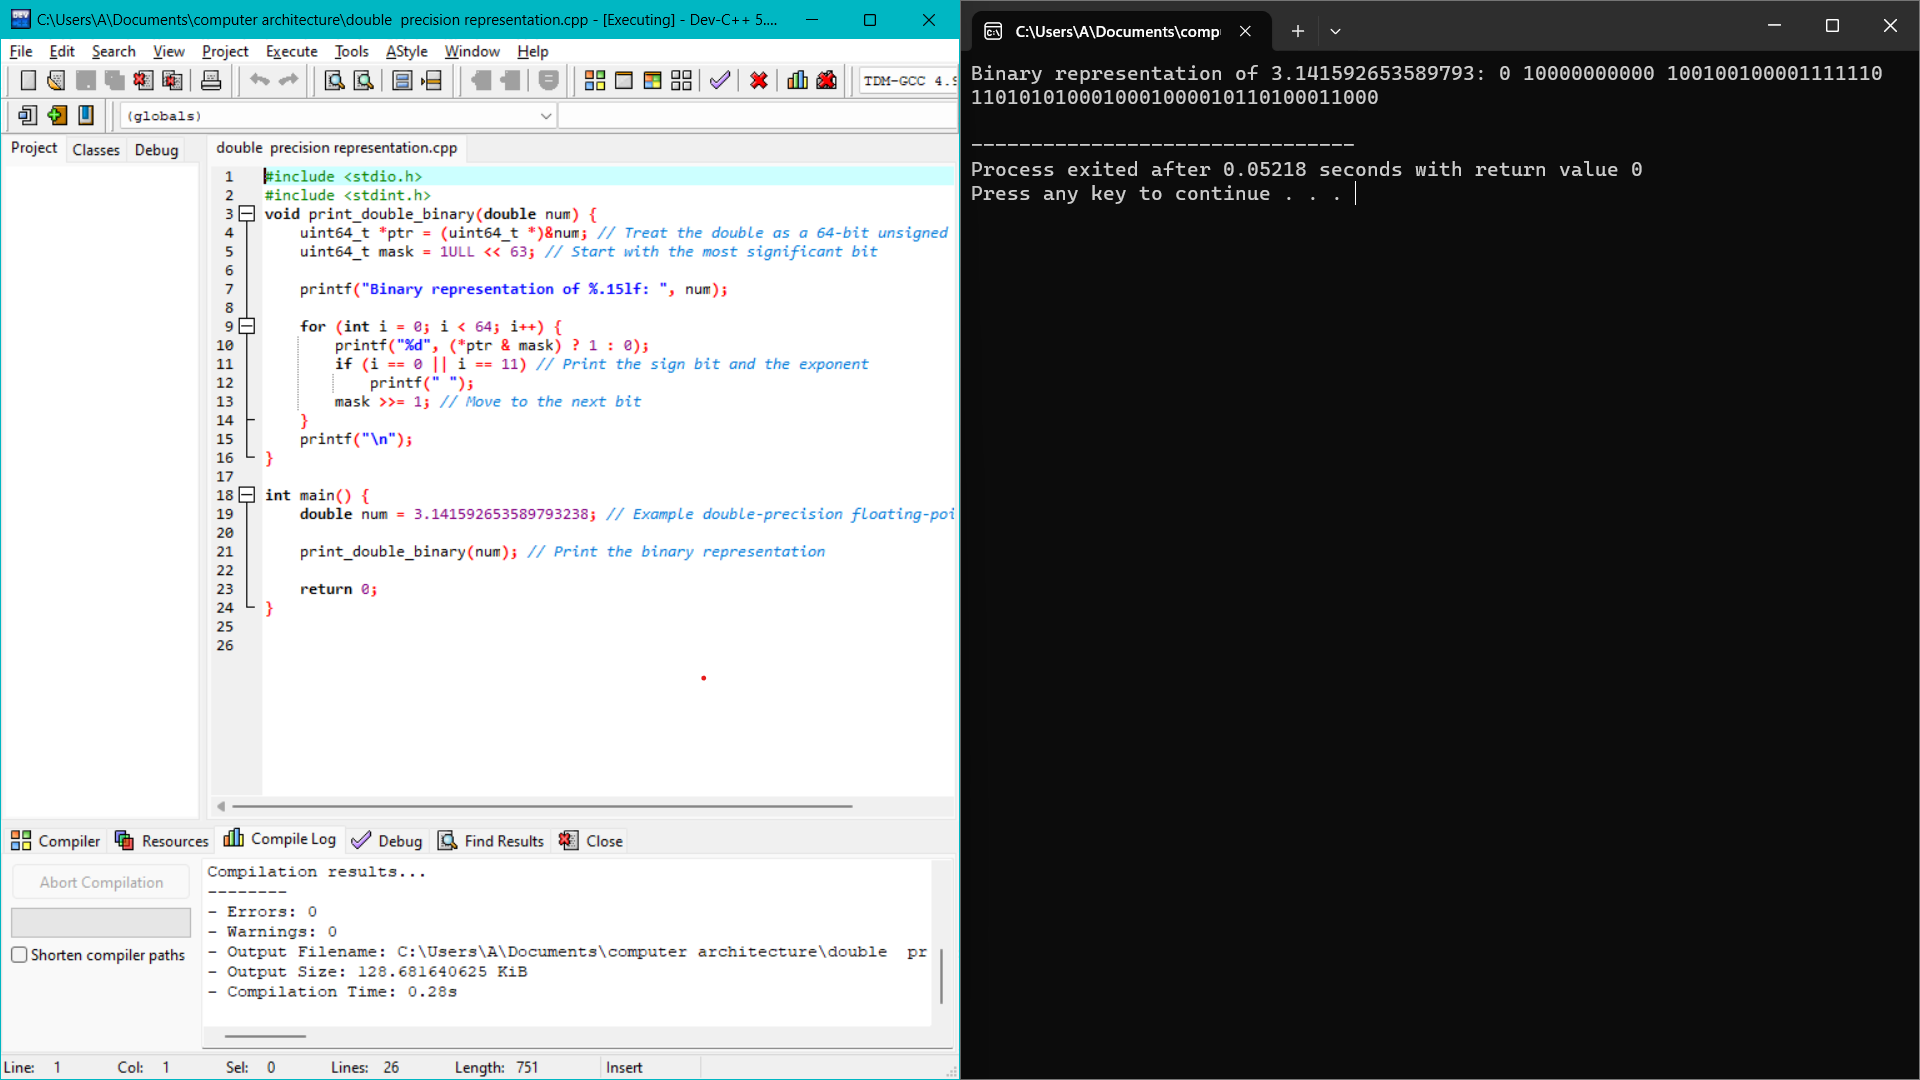 C:\Users\A\Documents\computer architecture\double  precision representation.cpp - [Executing] - Dev-C++ 5....
File Edit Search View Project Execute Tools AStyle Window Help
TDM-GCC 4.9
(globals)
Project Classes Debug
double  precision representation.cpp
1 #include <stdio.h>
2 #include <stdint.h>
3 void print_double_binary(double num) {
4 uint64_t *ptr = (uint64_t *)&num; // Treat the double as a 64-bit unsigned
5 uint64_t mask = 1ULL << 63; // Start with the most significant bit
6
7 printf("Binary representation of %.15lf: ", num);
8
9 for (int i = 0; i < 64; i++) {
10 printf("%d", (*ptr & mask) ? 1 : 0);
11 if (i == 0 || i == 11) // Print the sign bit and the exponent
12 printf(" ");
13 mask >>= 1; // Move to the next bit
14 }
15 printf("\n");
16 }
17
18 int main() {
19 double num = 3.141592653589793238; // Example double-precision floating-poi
20
21 print_double_binary(num); // Print the binary representation
22
23 return 0;
24 }
25
26
Compiler Resources Compile Log Debug Find Results Close
Abort Compilation
Shorten compiler paths
Compilation results...
--------
- Errors: 0
- Warnings: 0
- Output Filename: C:\Users\A\Documents\computer architecture\double  pr
- Output Size: 128.681640625 KiB
- Compilation Time: 0.28s
Line: 1 Col: 1 Sel: 0 Lines: 26 Length: 751 Insert
C:\Users\A\Documents\comp
Binary representation of 3.141592653589793: 0 10000000000 100100100001111110
1101010100010001000010110100011000
--------------------------------
Process exited after 0.05218 seconds with return value 0
Press any key to continue . . .